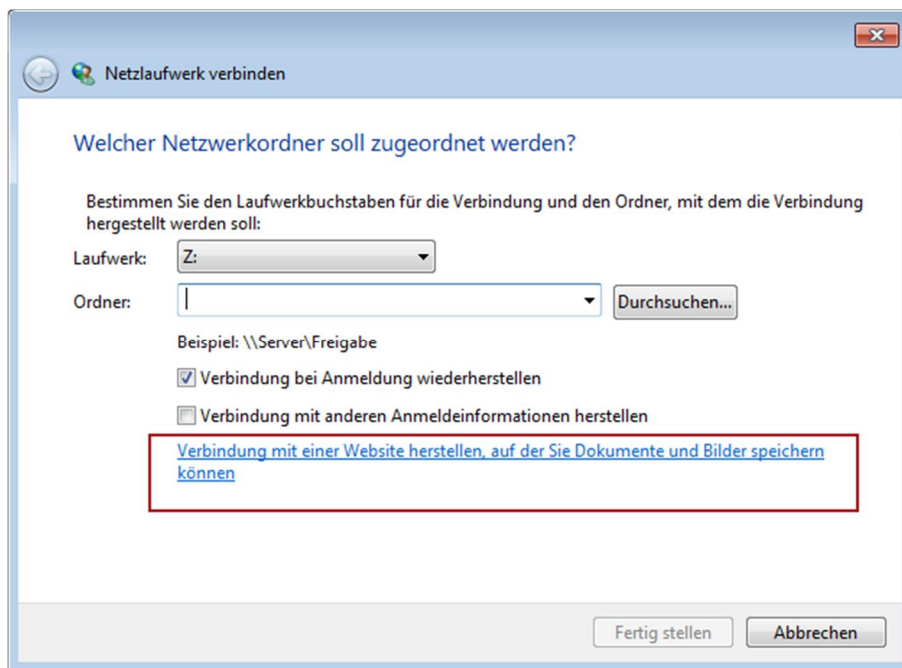 Netzlaufwerk verbinden
Welcher Netzwerkordner soll zugeordnet werden?
Bestimmen Sie den Laufwerkbuchstaben für die Verbindung und den Ordner, mit dem die Verbindung
hergestellt werden soll:
Laufwerk: Z:
Ordner: Durchsuchen...
Beispiel: \\Server\Freigabe
Verbindung bei Anmeldung wiederherstellen
Verbindung mit anderen Anmeldeinformationen herstellen
Verbindung mit einer Website herstellen, auf der Sie Dokumente und Bilder speichern
können
Fertig stellen Abbrechen